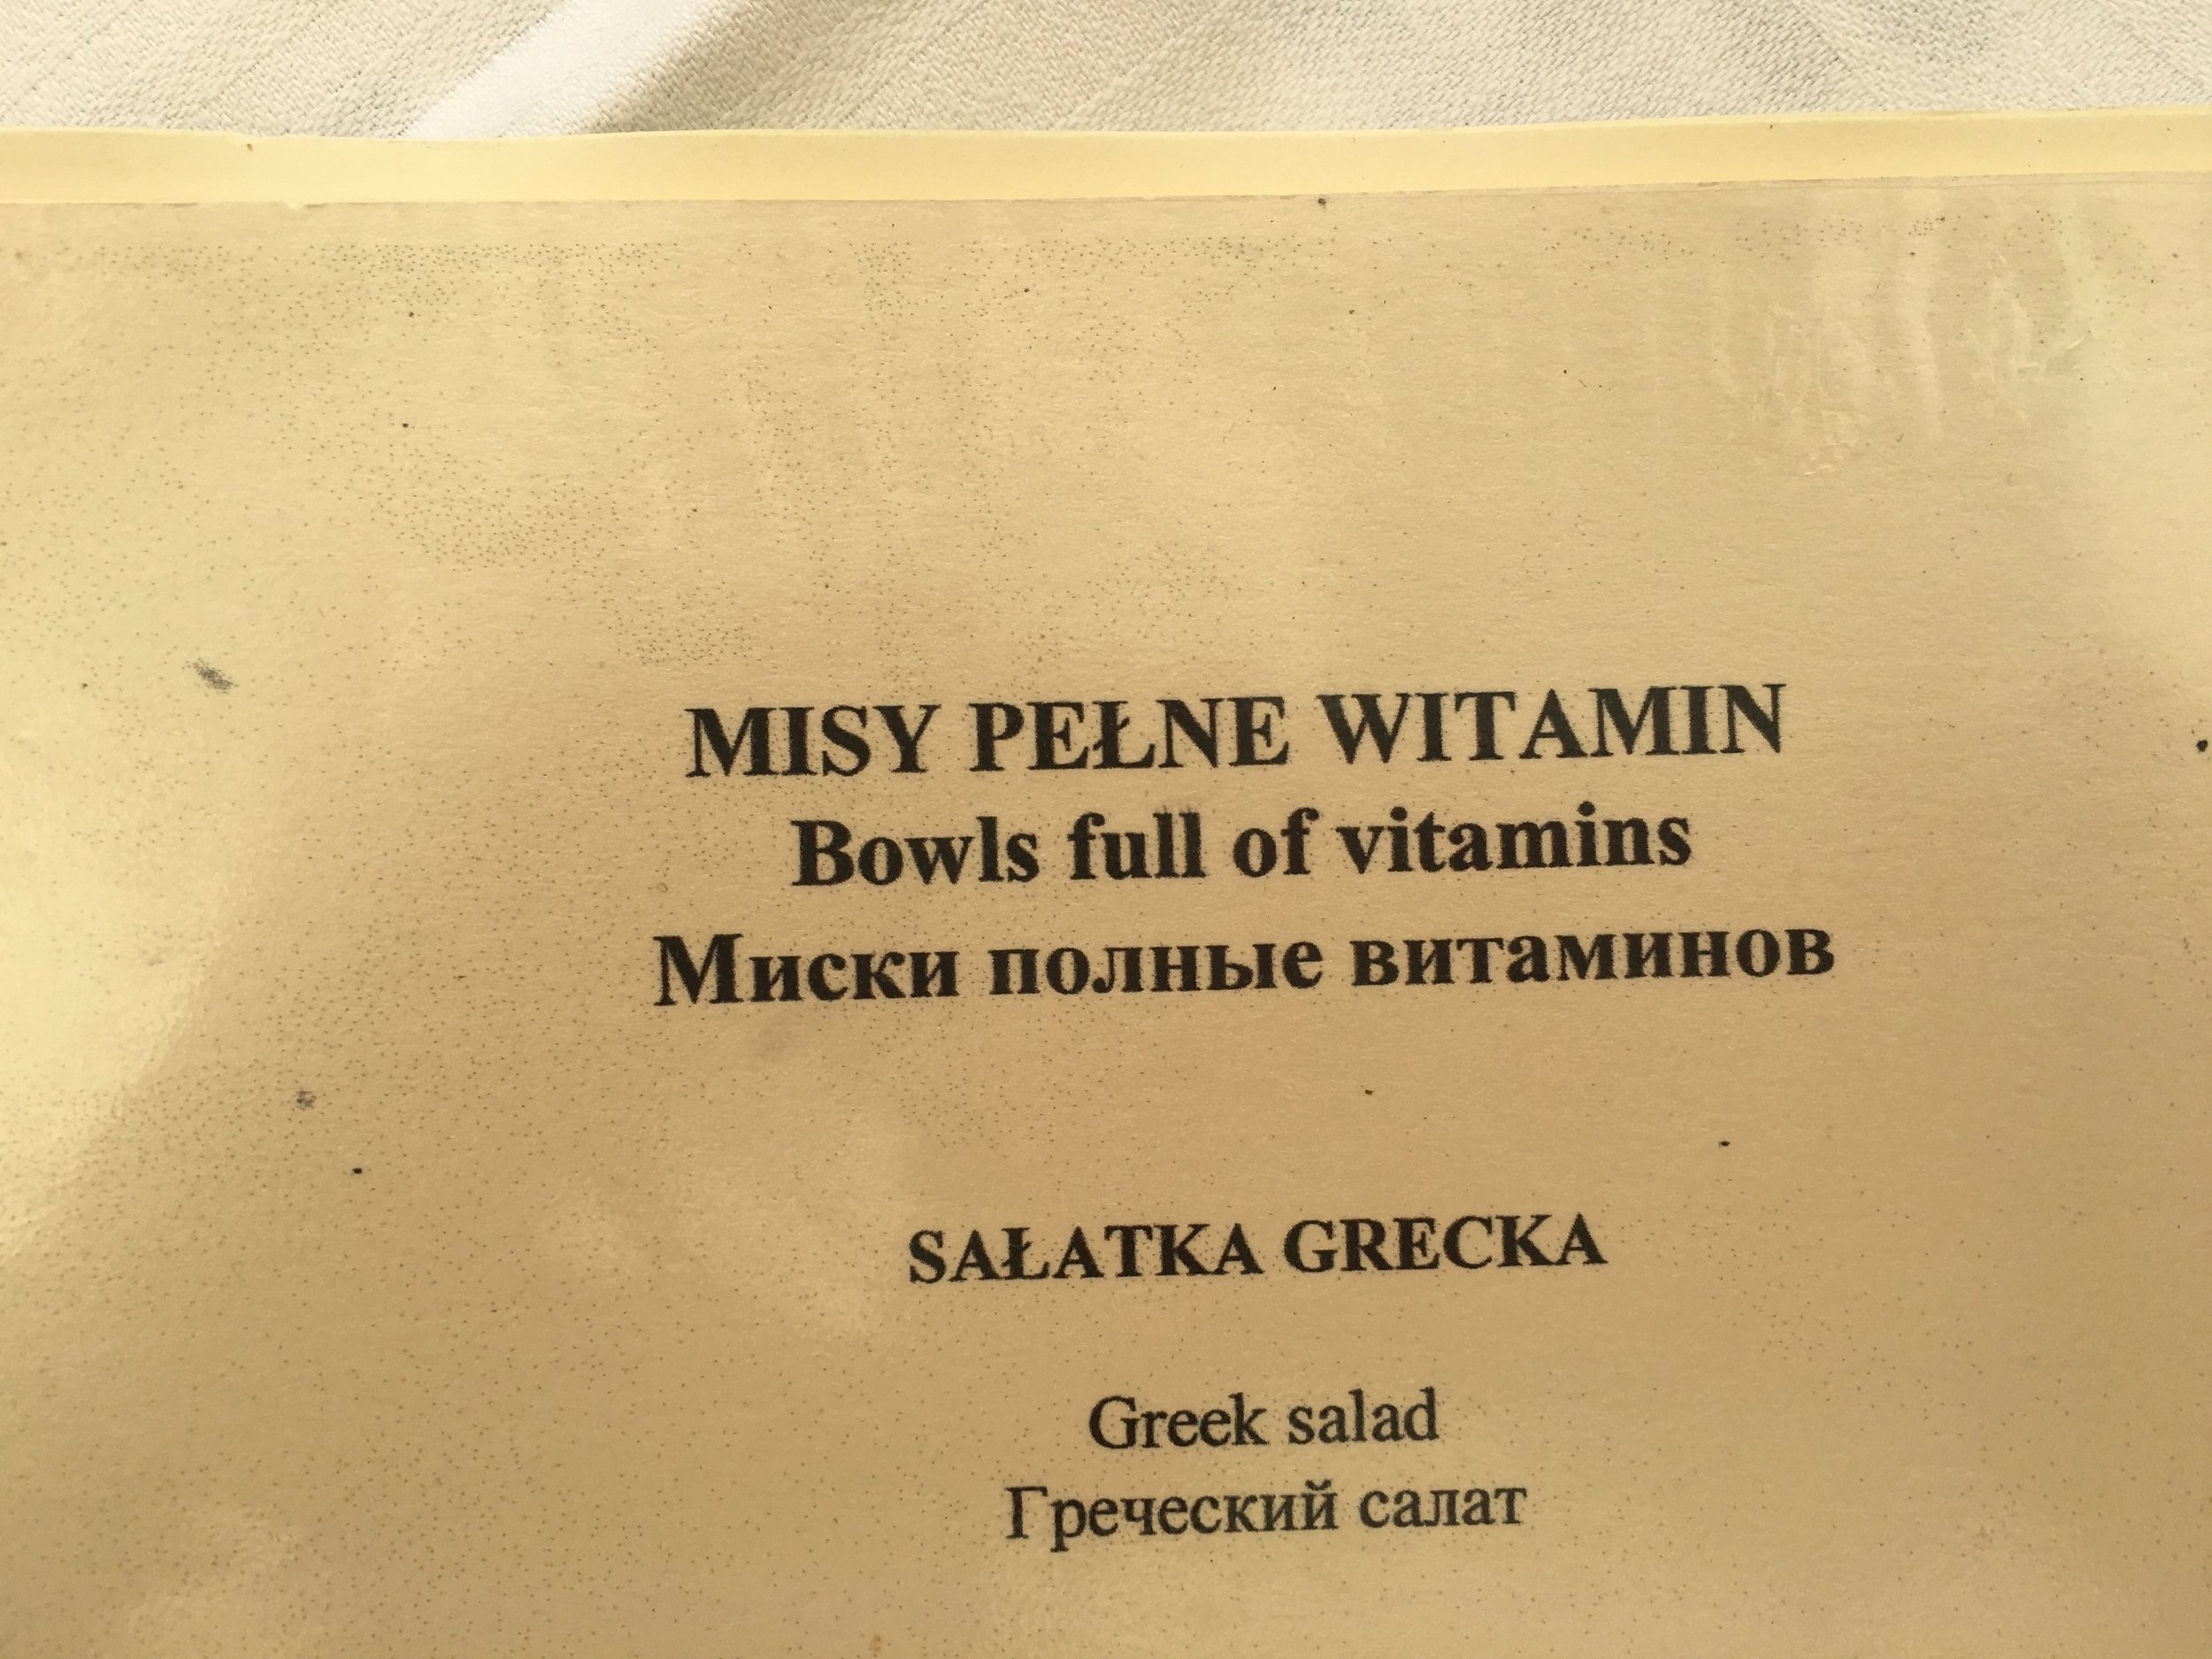 MISY PEŁNE WITAMIN
Bowls full of vitamins
Миски полные витаминов
SAŁATKA GRECKA
Greek salad
Греческий салат